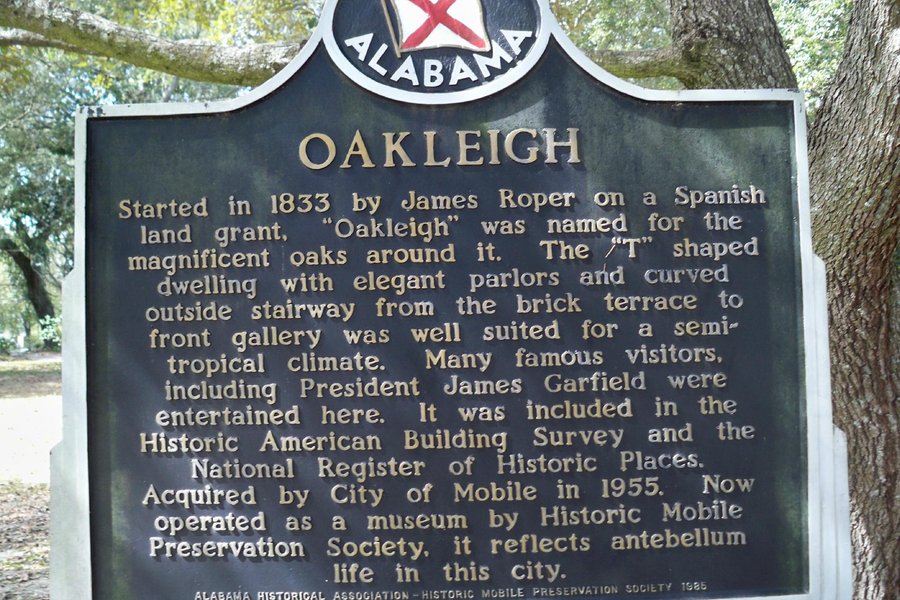 ALABAMA
OAKLEIGH
Started in 1833 by James Roper on a Spanish
land grant, "Oakleigh" was named for the
magnificent oaks around it. The "T" shaped
dwelling with elegant parlors and curved
outside stairway from the brick terrace to
front gallery was well suited for a semi-
tropical climate. Many famous visitors,
including President James Garfield were
entertained here. It was included in the
Historic American Building Survey and the
National Register of Historic Places.
Acquired by City of Mobile in 1955. Now
operated as a museum by Historic Mobile
Preservation Society, it reflects antebellum
life in this city.
ALABAMA HISTORICAL ASSOCIATION - HISTORIC MOBILE PRESERVATION SOCIETY 1985